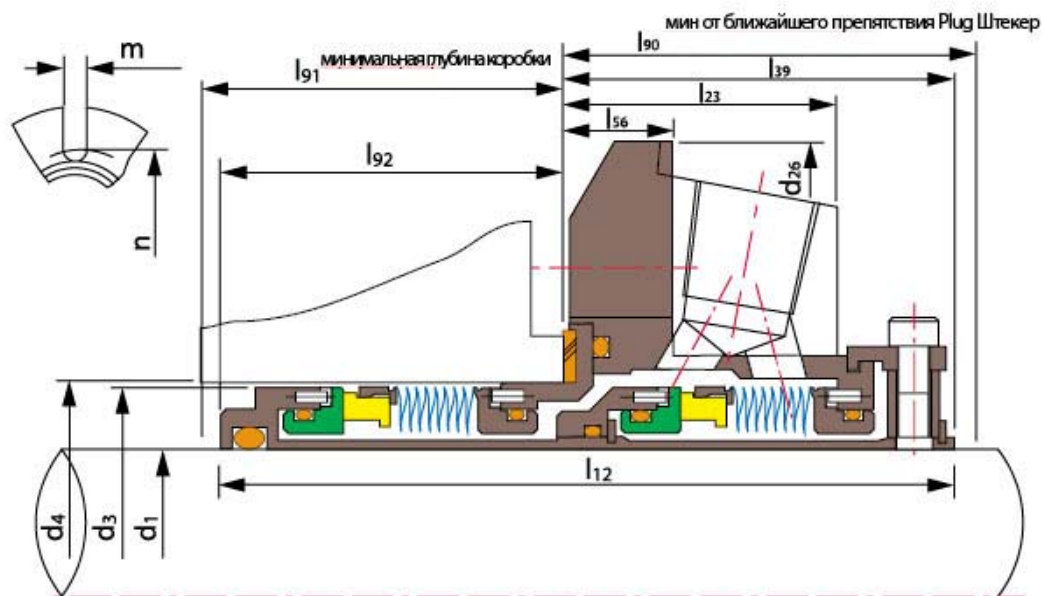 мин от ближайшего препятствия Plug Штекер
l90
m
минимальная глубина коробки
l91
l39
l23
l56
l92
d26
n
l12
d4
d3
d1